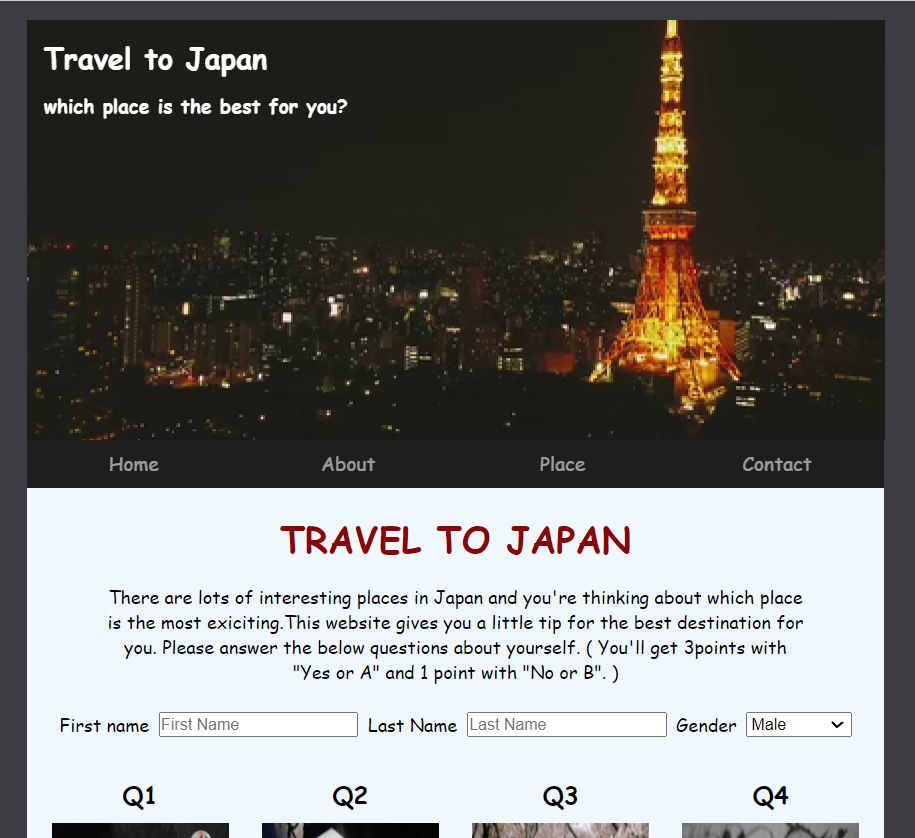 Travel to Japan
which place is the best for you?
Home About Place Contact
TRAVEL TO JAPAN
There are lots of interesting places in Japan and you're thinking about which place
is the most exiciting.This website gives you a little tip for the best destination for
you. Please answer the below questions about yourself. ( You'll get 3points with
"Yes or A" and 1 point with "No or B". )
First name First Name Last Name Last Name Gender Male
Q1 Q2 Q3 Q4